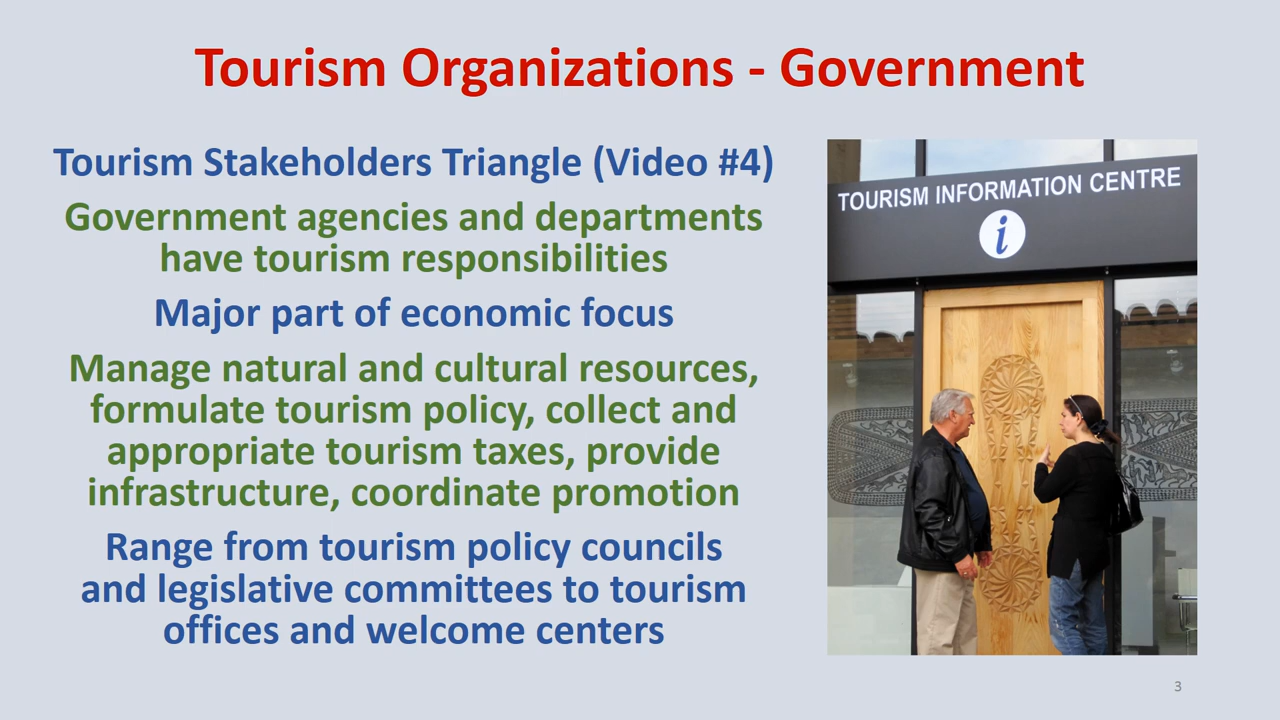 Tourism Organizations - Government
Tourism Stakeholders Triangle (Video #4)
Government agencies and departments
have tourism responsibilities
Major part of economic focus
Manage natural and cultural resources,
formulate tourism policy, collect and
appropriate tourism taxes, provide
infrastructure, coordinate promotion
Range from tourism policy councils
and legislative committees to tourism
offices and welcome centers
TOURISM INFORMATION CENTRE
i
3